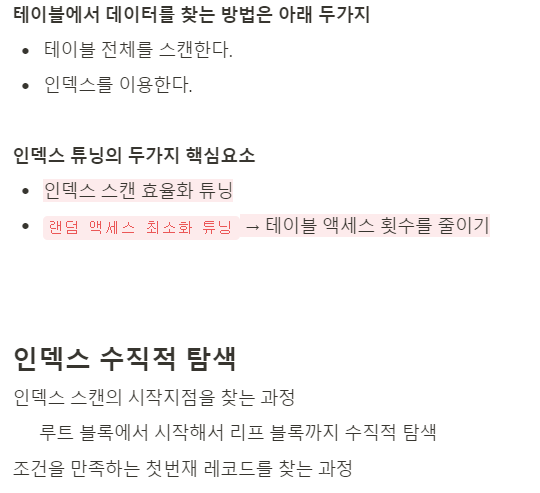 테이블에서 데이터를 찾는 방법은 아래 두가지
• 테이블 전체를 스캔한다.
• 인덱스를 이용한다.
인덱스 튜닝의 두가지 핵심요소
• 인덱스 스캔 효율화 튜닝
• 랜덤 액세스 최소화 튜닝 → 테이블 액세스 횟수를 줄이기
인덱스 수직적 탐색
인덱스 스캔의 시작지점을 찾는 과정
루트 블록에서 시작해서 리프 블록까지 수직적 탐색
조건을 만족하는 첫번재 레코드를 찾는 과정